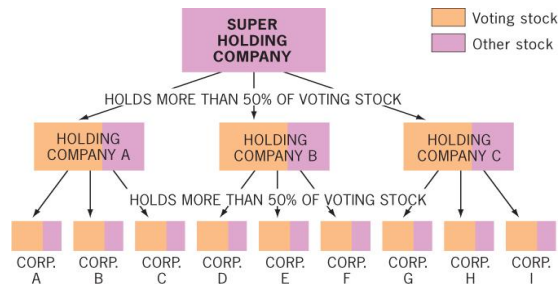 SUPER
HOLDING
COMPANY
Voting stock
Other stock
HOLDS MORE THAN 50% OF VOTING STOCK
HOLDING
COMPANY A
HOLDING
COMPANY B
HOLDING
COMPANY C
HOLDS MORE THAN 50% OF VOTING STOCK
CORP.
A
CORP.
B
CORP.
C
CORP.
D
CORP.
E
CORP.
F
CORP.
G
CORP.
H
CORP.
I